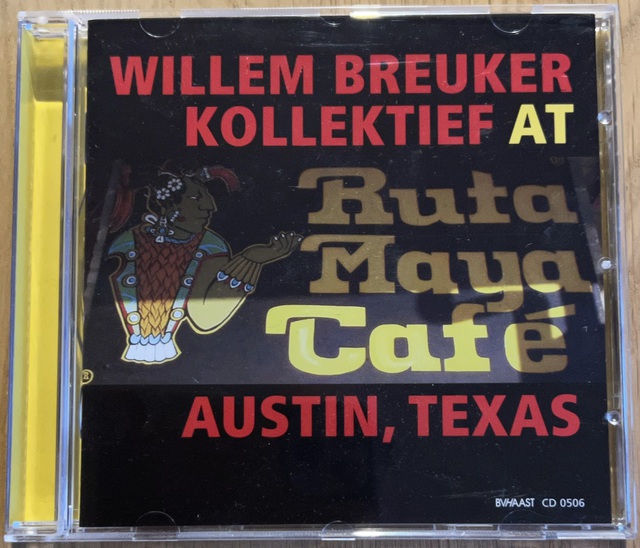 WILLEM BREUKER
KOLLEKTIEF AT
Ruta
Maya
Café
AUSTIN, TEXAS
BVHAAST CD 0506